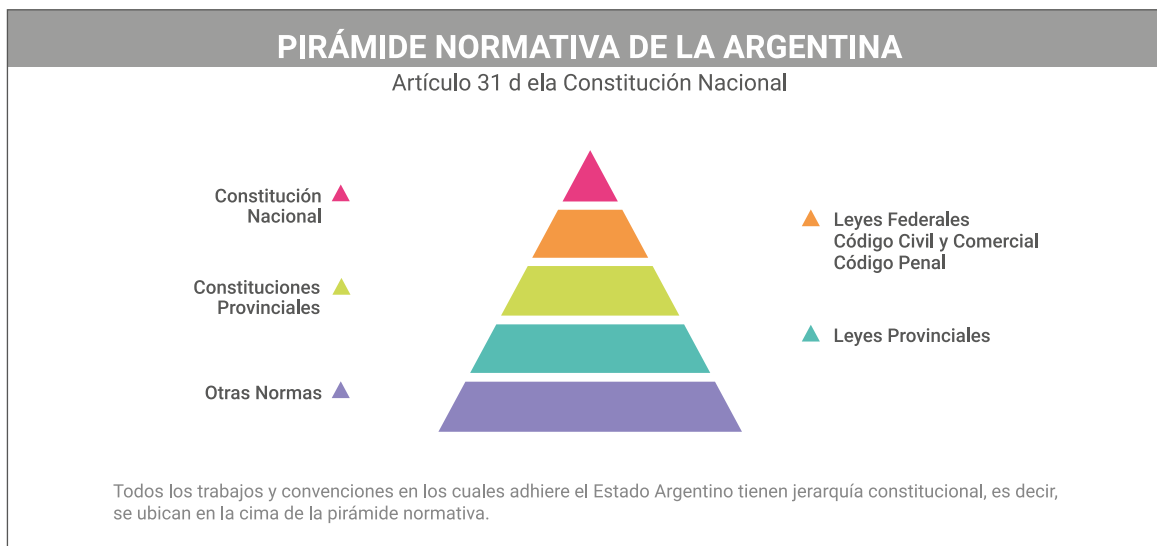 PIRÁMIDE NORMATIVA DE LA ARGENTINA
Artículo 31 d ela Constitución Nacional
Constitución
Nacional
Leyes Federales
Código Civil y Comercial
Código Penal
Constituciones
Provinciales
Leyes Provinciales
Otras Normas
Todos los trabajos y convenciones en los cuales adhiere el Estado Argentino tienen jerarquía constitucional, es decir,
se ubican en la cima de la pirámide normativa.